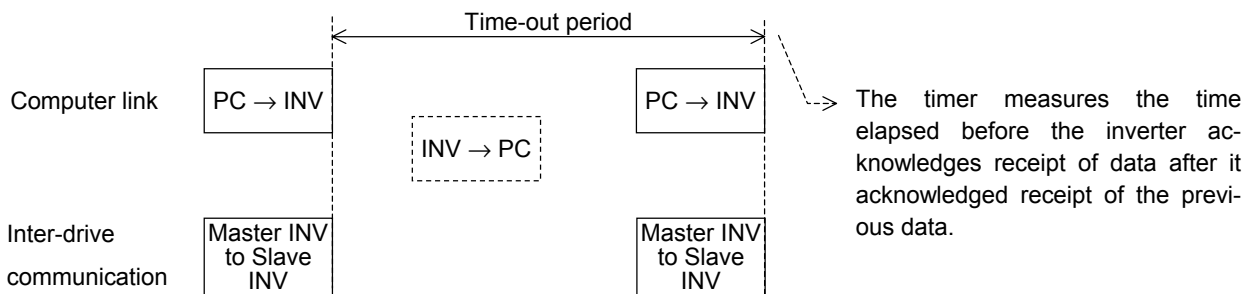 Time-out period
Computer link
PC → INV
PC → INV
INV → PC
The timer measures the time
elapsed before the inverter ac-
knowledges receipt of data after it
acknowledged receipt of the previ-
ous data.
Inter-drive
communication
Master INV
to Slave
INV
Master INV
to Slave
INV